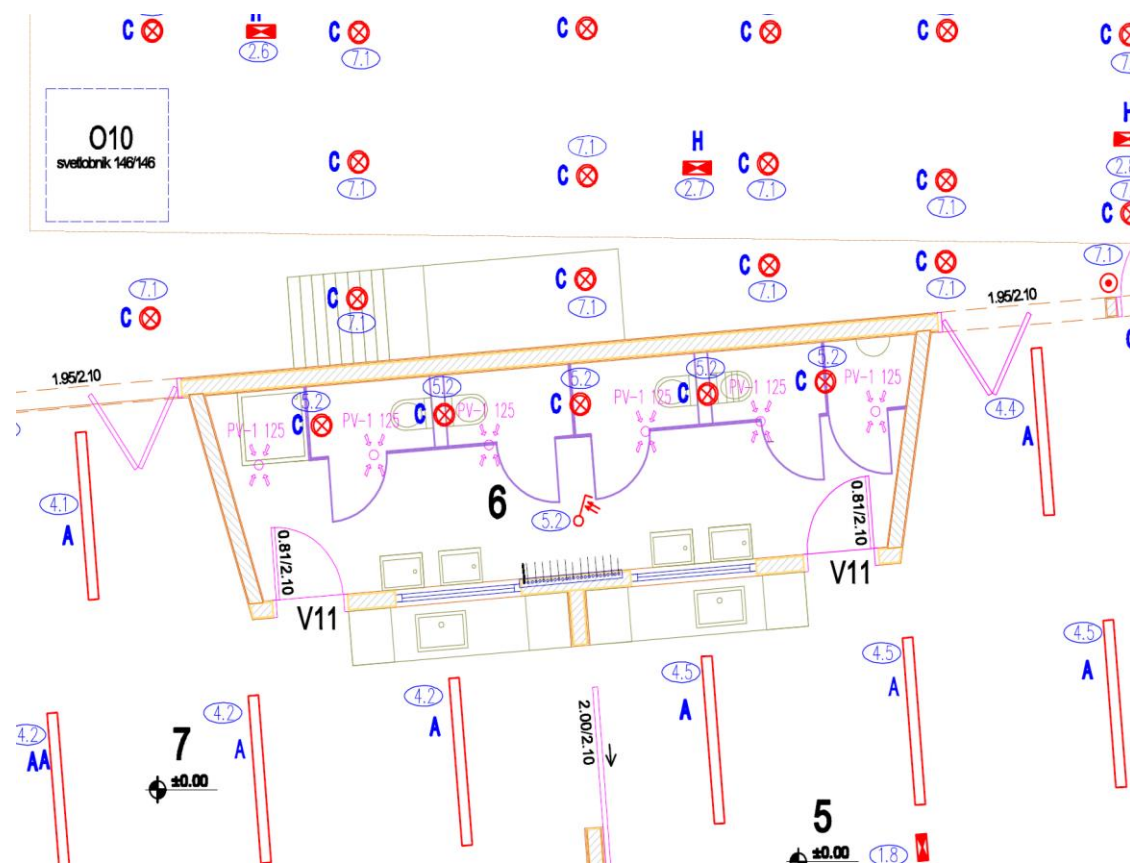 C
H
2.6
C
7.1
C
C
C
C
O10
svetlobnik 146/146
C
7.1
7.1
H
2.7
C
7.1
C
7.1
H
C
7.1
C
C
7.1
C
7.1
C
7.1
C
7.1
7.1
1.95/2.10
1.95/2.10
5.2
C
PV-1 125
PV-1 125
5.2
C
PV-1 125
5.2
C
PV-1 125
5.2
C
PV-1 125
5.2
C
PV-1 125
4.4
A
4.1
A
6
5.2
0.81/2.10
0.81/2.10
V11
V11
4.2
AA
4.2
A
4.2
A
4.5
A
4.5
A
4.5
A
2.00/2.10
7
±0.00
5
±0.00
1.8